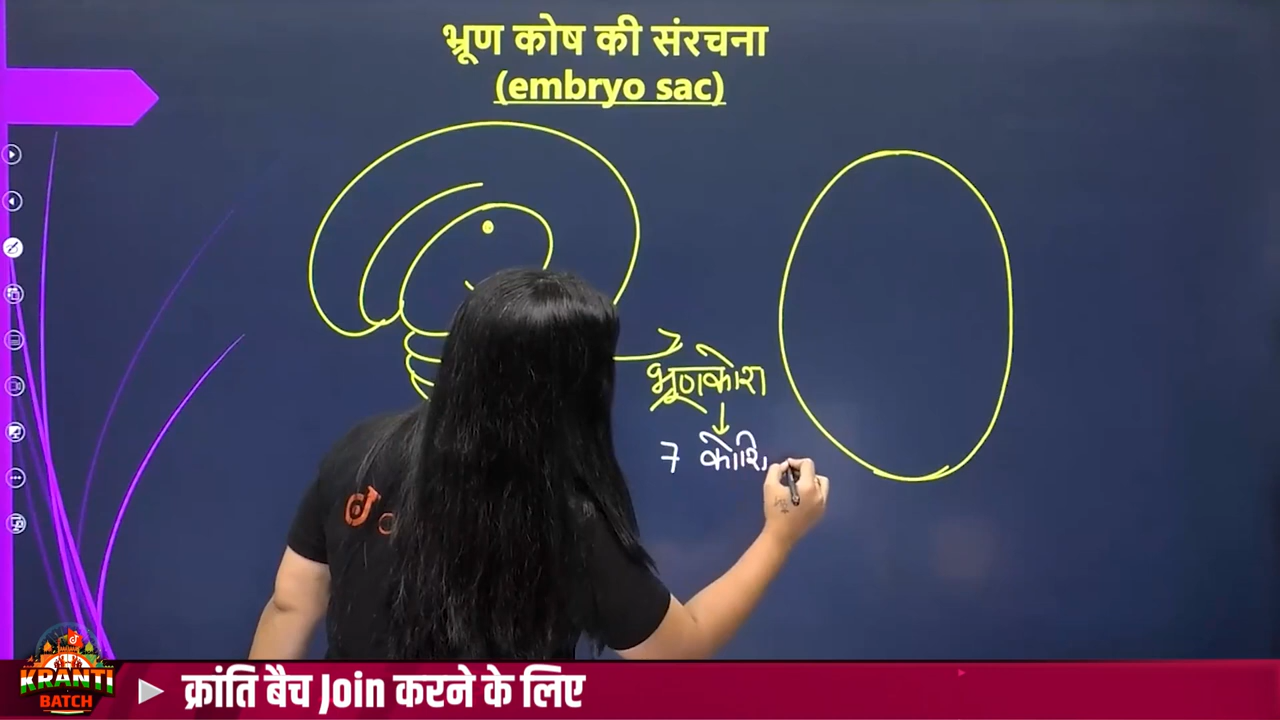 भ्रूण कोष की संरचना
(embryo sac)
भ्रूणकोश
7 कोशि
KRANTI
BATCH
क्रांति बैच Join करने के लिए